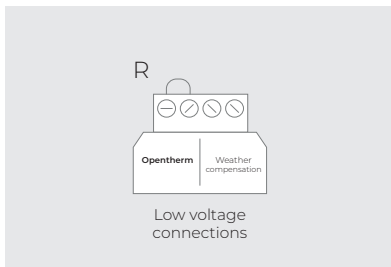 R
Opentherm
Weather
compensation
Low voltage
connections